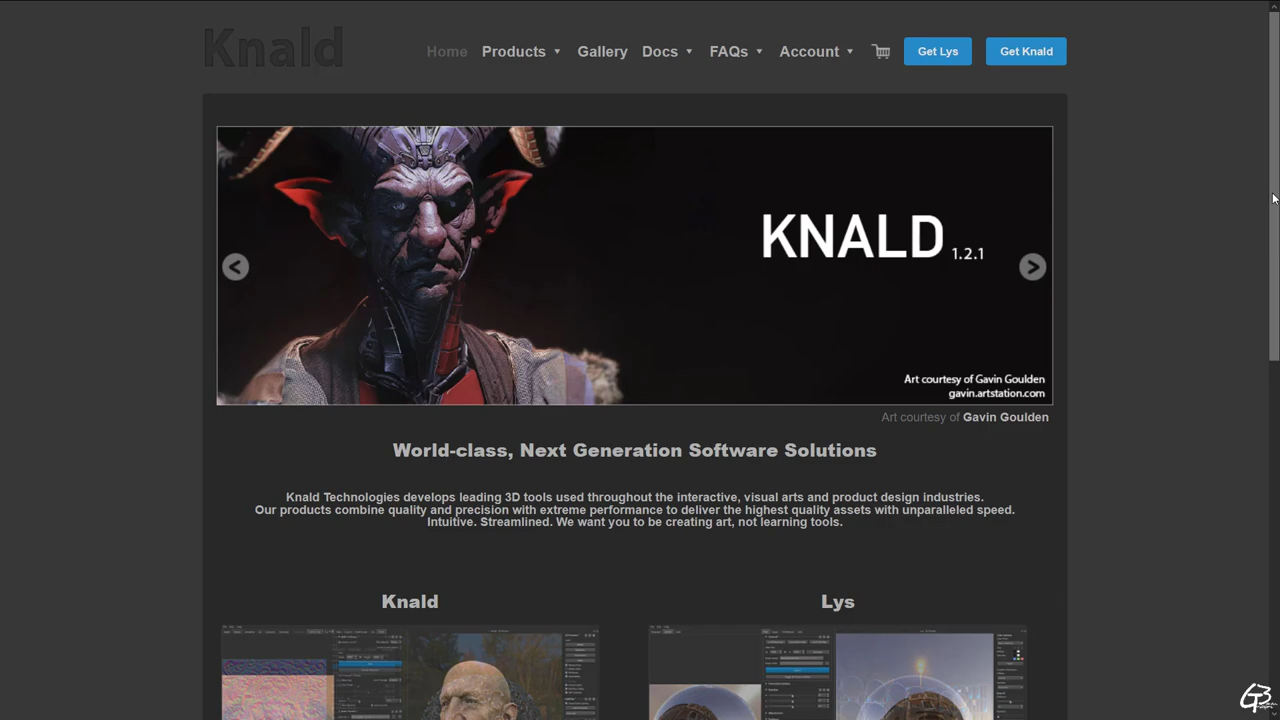 Knald
Home Products Gallery Docs FAQs Account Get Lys Get Knald
KNALD 1.2.1
Art courtesy of Gavin Goulden
gavin.artstation.com
Art courtesy of Gavin Goulden
World-class, Next Generation Software Solutions
Knald Technologies develops leading 3D tools used throughout the interactive, visual arts and product design industries.
Our products combine quality and precision with extreme performance to deliver the highest quality assets with unparalleled speed.
Intuitive. Streamlined. We want you to be creating art, not learning tools.
Knald Lys